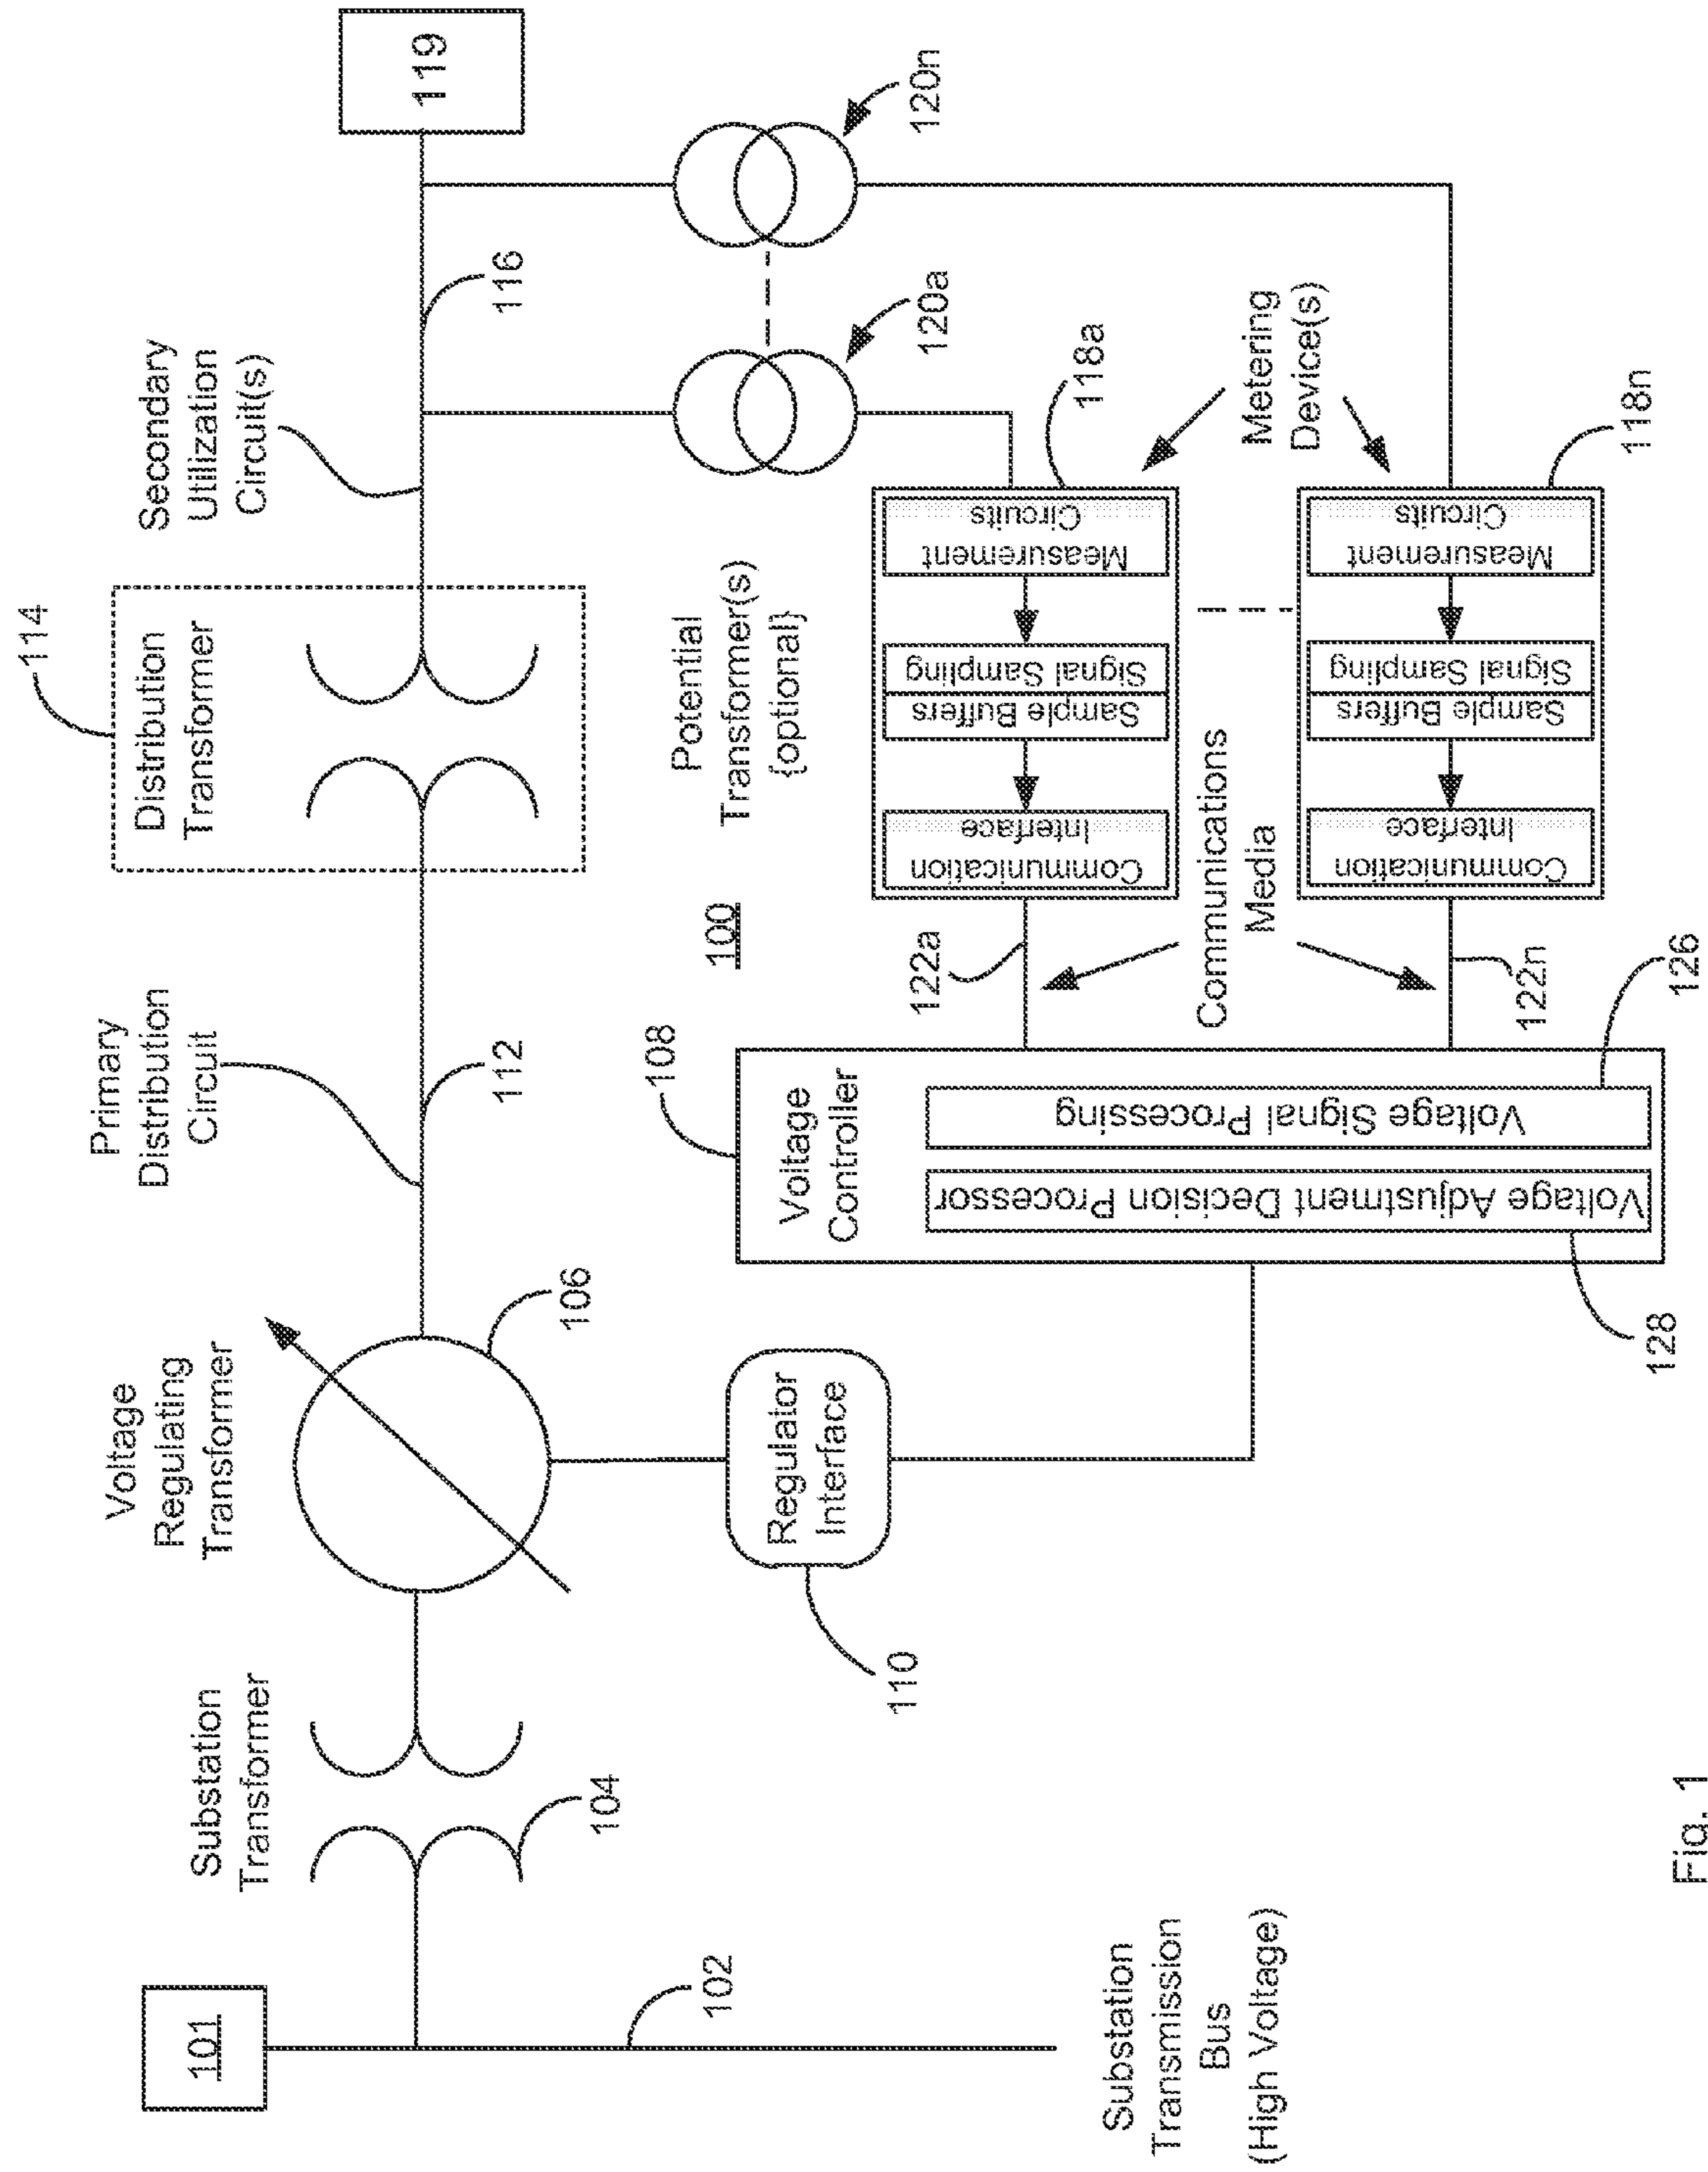 101
102
Substation
Transmission
Bus
(High Voltage)
Substation
Transformer
104
Voltage
Regulating
Transformer
106
Regulator
Interface
110
Primary
Distribution
Circuit
112
Distribution
Transformer
114
Secondary
Utilization
Circuit(s)
116
119
100
Potential
Transformer(s)
{optional}
120a
120n
Voltage
Controller
108
Voltage Adjustment Decision Processor
128
Voltage Signal Processing
126
122a
122n
Communications
Media
Communication
Interface
Sample Buffers
Signal Sampling
Measurement
Circuits
118a
Metering
Device(s)
Communication
Interface
Sample Buffers
Signal Sampling
Measurement
Circuits
118n
Fig. 1